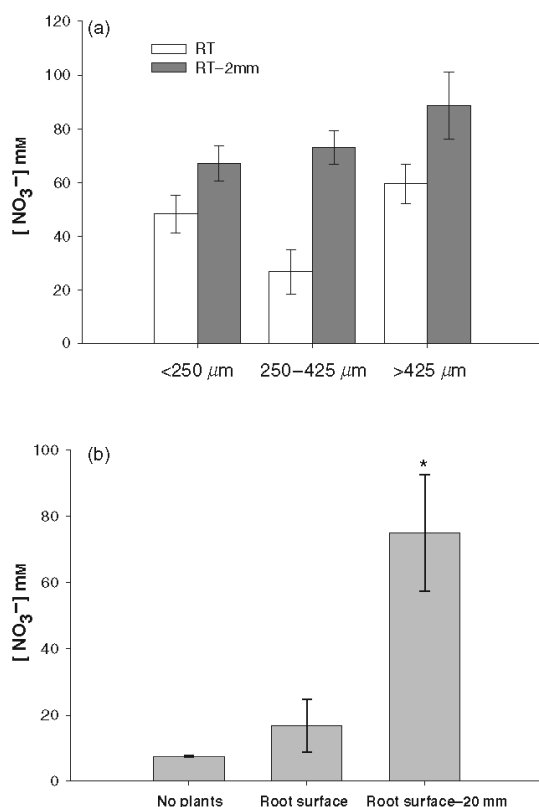 (a)
RT
RT–2mm
120
100
80
60
40
20
0
[NO₃⁻] mM
<250 µm 250–425 µm >425 µm
(b)
*
100
80
60
40
20
0
[NO₃⁻] mM
No plants Root surface Root surface–20 mm